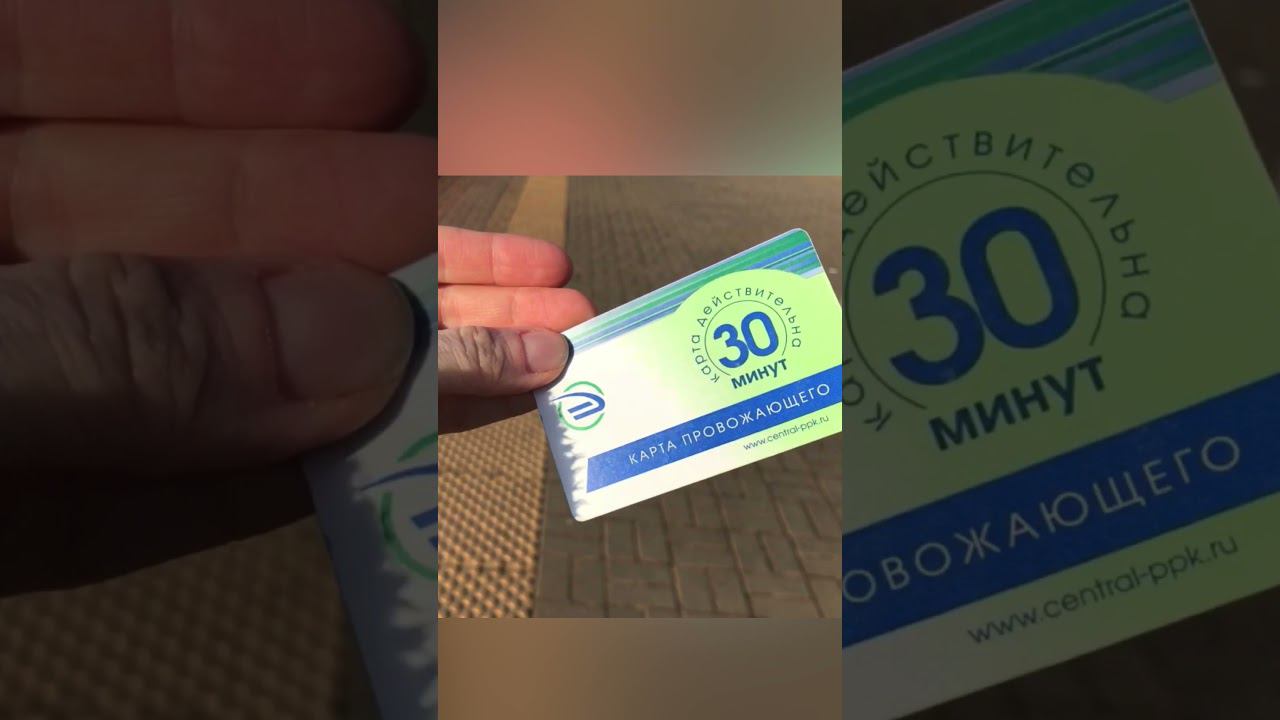 карта действительна
30
минут
КАРТА ПРОВОЖАЮЩЕГО
www.central-ppk.ru